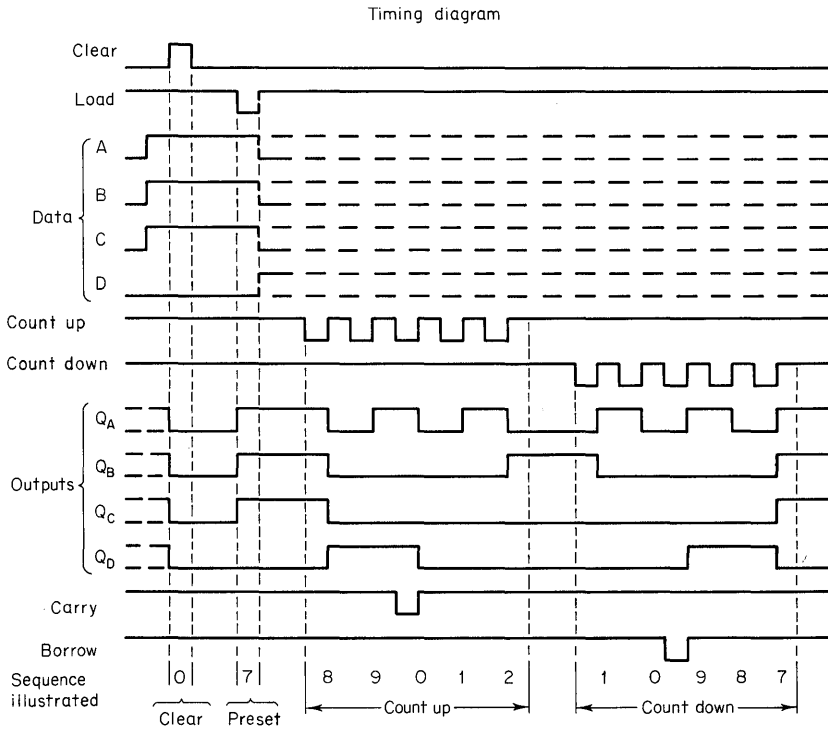 Timing diagram
Clear
Load
A
B
Data
C
D
Count up
Count down
QA
QB
Outputs
QC
QD
Carry
Borrow
Sequence illustrated
0 7 8 9 0 1 2 1 0 9 8 7
Clear Preset Count up Count down